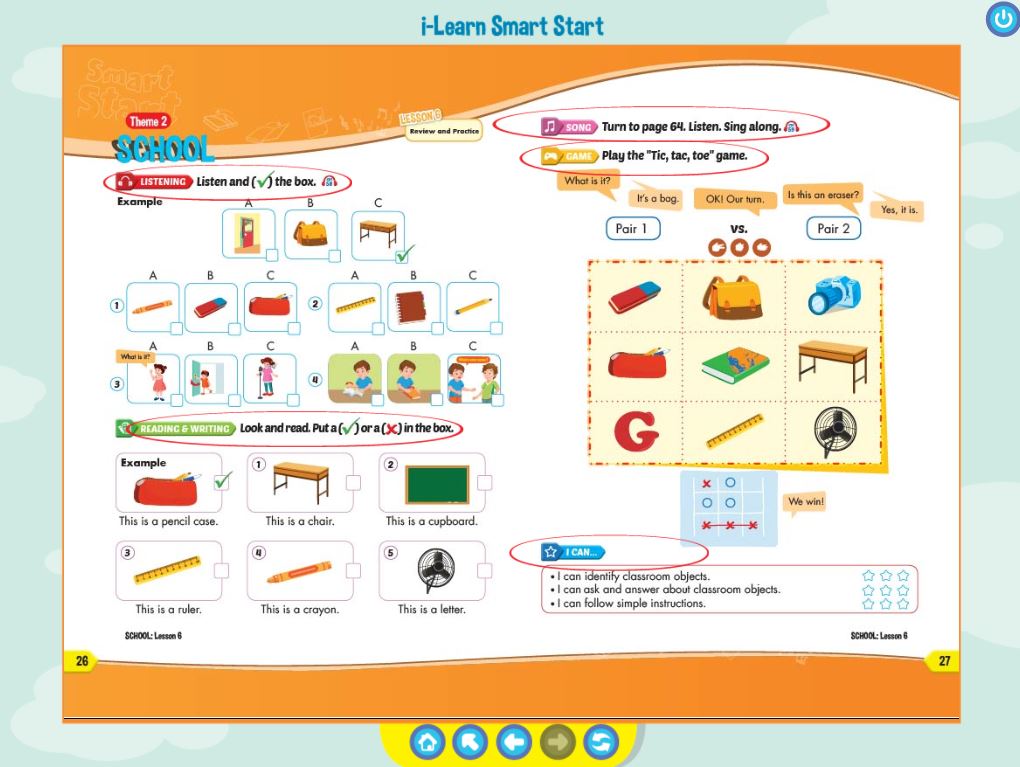 i-Learn Smart Start
Smart
Start
Theme 2
SCHOOL
LESSON 6
Review and Practice
LISTENING Listen and (✓) the box.
Example
A B C
A B C A B C
1 2
A B C A B C
What is it?
3 4
READING & WRITING Look and read. Put a (✓) or a (✗) in the box.
Example 1 2
This is a pencil case. This is a chair. This is a cupboard.
3 4 5
This is a ruler. This is a crayon. This is a letter.
SCHOOL: Lesson 6
26
SONG Turn to page 64. Listen. Sing along.
GAME Play the "Tic, tac, toe" game.
What is it?
It's a bag.
OK! Our turn.
Is this an eraser?
Yes, it is.
Pair 1 vs. Pair 2
G
We win!
I CAN...
• I can identify classroom objects.
• I can ask and answer about classroom objects.
• I can follow simple instructions.
SCHOOL: Lesson 6
27